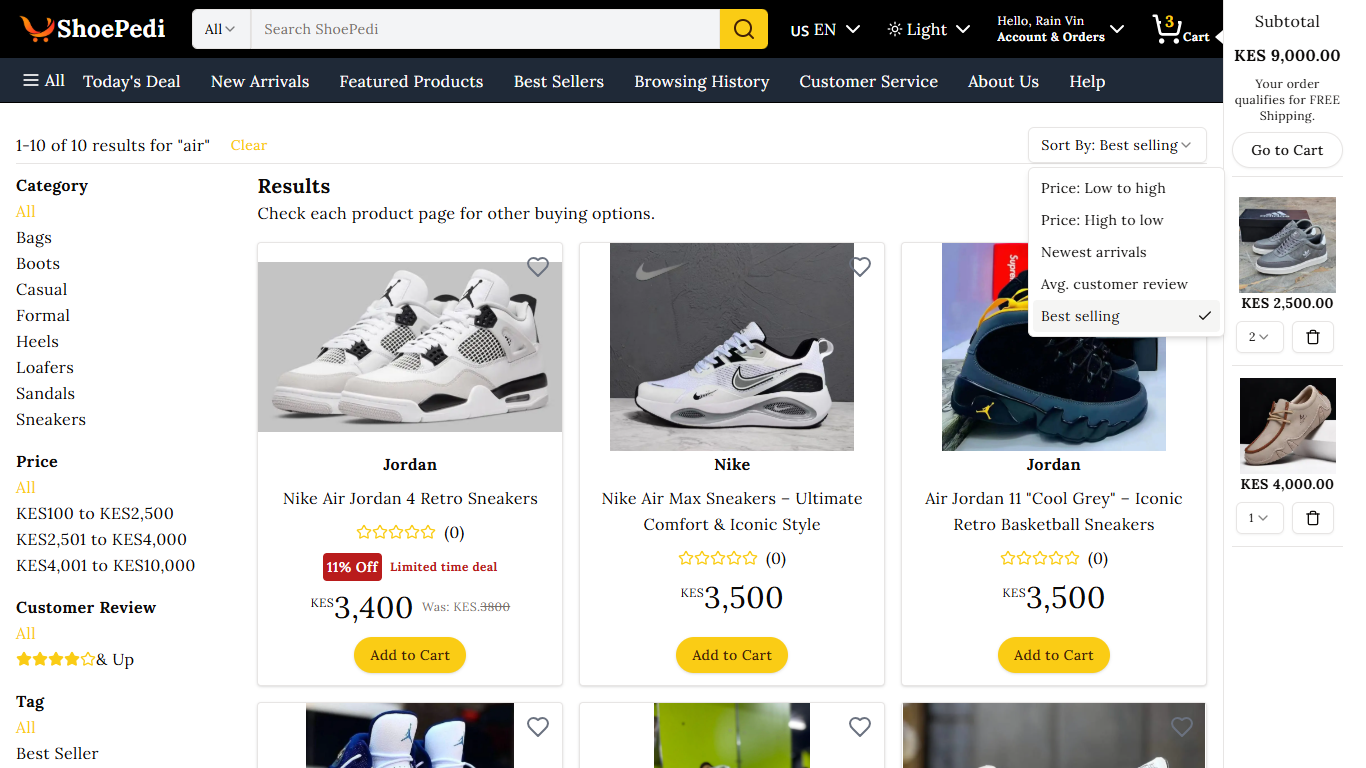 ShoePedi
All
Search ShoePedi
US EN
Light
Hello, Rain Vin
Account & Orders
3
Cart
All
Today's Deal
New Arrivals
Featured Products
Best Sellers
Browsing History
Customer Service
About Us
Help
1-10 of 10 results for "air"
Clear
Sort By: Best selling
Price: Low to high
Price: High to low
Newest arrivals
Avg. customer review
Best selling
Category
All
Bags
Boots
Casual
Formal
Heels
Loafers
Sandals
Sneakers
Price
All
KES100 to KES2,500
KES2,501 to KES4,000
KES4,001 to KES10,000
Customer Review
All
& Up
Tag
All
Best Seller
Results
Check each product page for other buying options.
Jordan
Nike Air Jordan 4 Retro Sneakers
(0)
11% Off
Limited time deal
KES3,400
Was: KES.3800
Add to Cart
Nike
Nike Air Max Sneakers – Ultimate
Comfort & Iconic Style
(0)
KES3,500
Add to Cart
Supre
Jordan
Air Jordan 11 "Cool Grey" – Iconic
Retro Basketball Sneakers
(0)
KES3,500
Add to Cart
Subtotal
KES 9,000.00
Your order
qualifies for FREE
Shipping.
Go to Cart
KES 2,500.00
2
KES 4,000.00
1